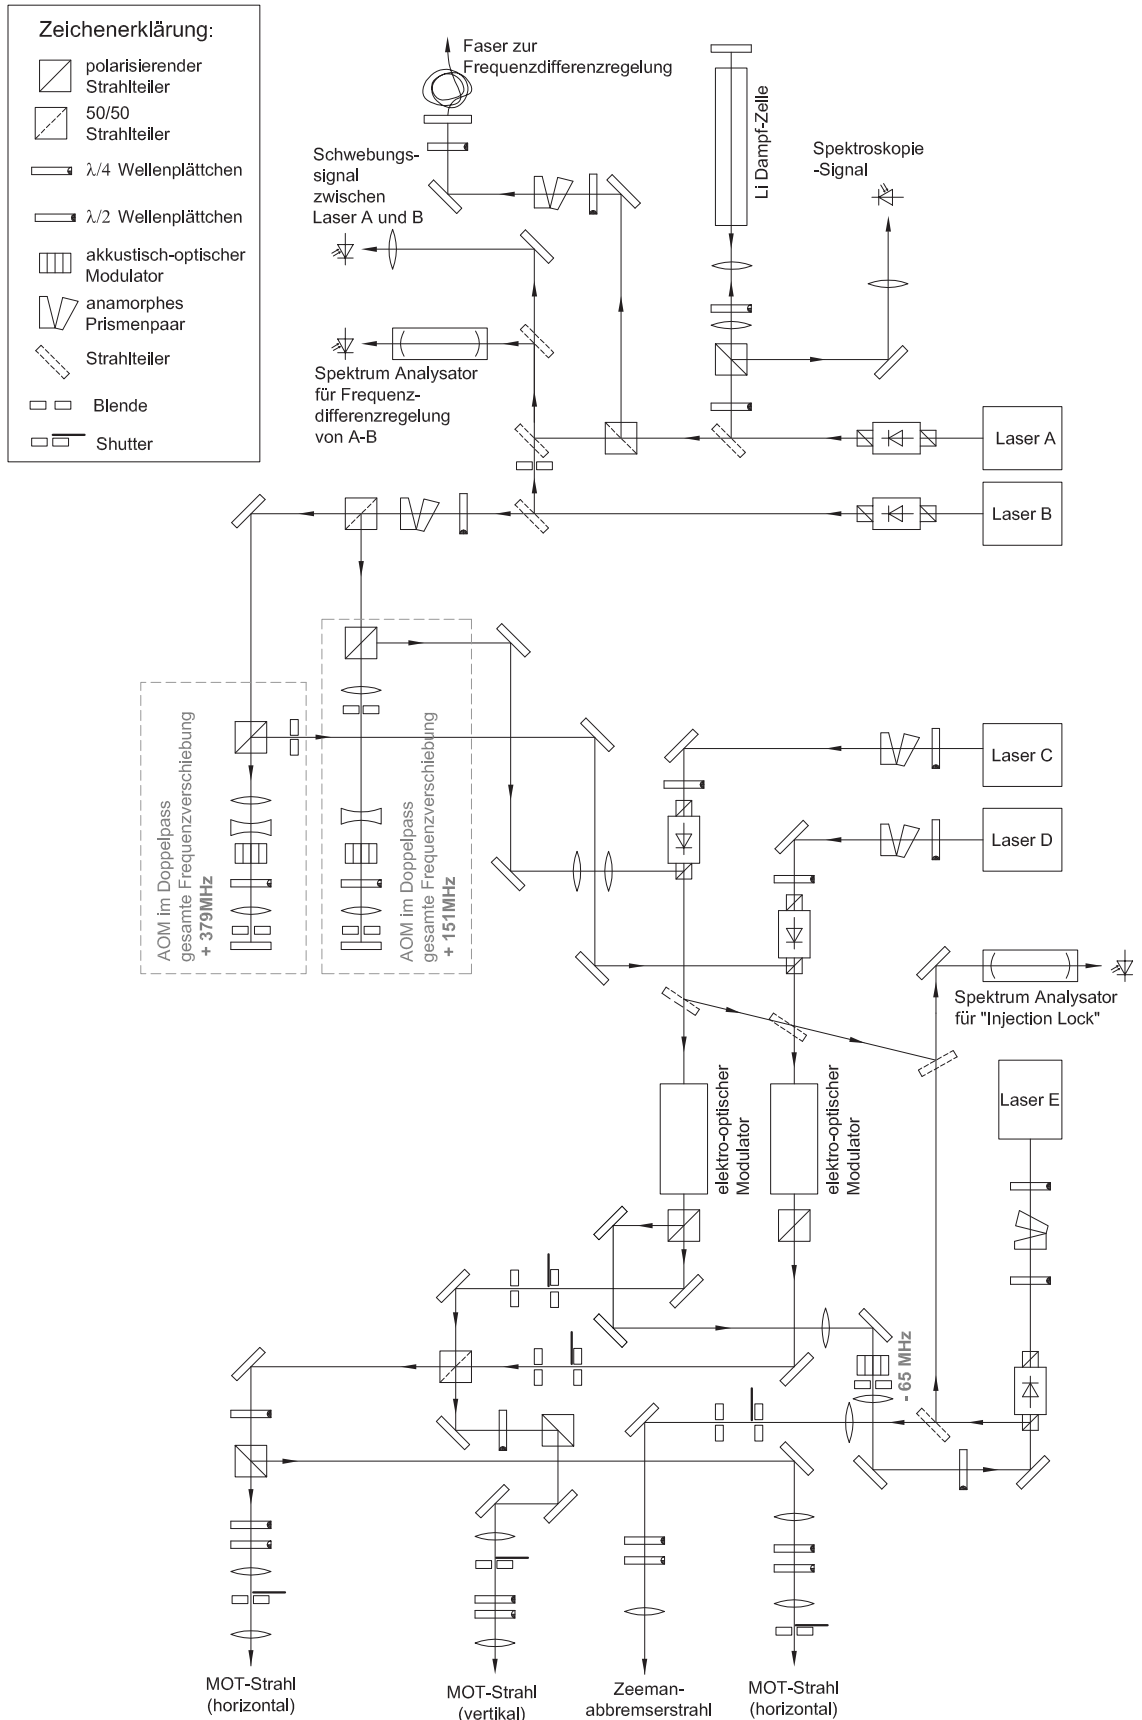 Zeichenerklärung:
polarisierender
Strahlteiler
50/50
Strahlteiler
λ/4 Wellenplättchen
λ/2 Wellenplättchen
akkustisch-optischer
Modulator
anamorphes
Prismenpaar
Strahlteiler
Blende
Shutter
Faser zur
Frequenzdifferenzregelung
Li Dampf-Zelle
Spektroskopie
-Signal
Schwebungs-
signal
zwischen
Laser A und B
Spektrum Analysator
für Frequenz-
differenzregelung
von A-B
Laser A
Laser B
AOM im Doppelpass
gesamte Frequenzverschiebung
+ 379MHz
AOM im Doppelpass
gesamte Frequenzverschiebung
+ 151MHz
Laser C
Laser D
Spektrum Analysator
für "Injection Lock"
Laser E
elektro-optischer
Modulator
elektro-optischer
Modulator
- 65 MHz
MOT-Strahl
(horizontal)
MOT-Strahl
(vertikal)
Zeeman-
abbremserstrahl
MOT-Strahl
(horizontal)